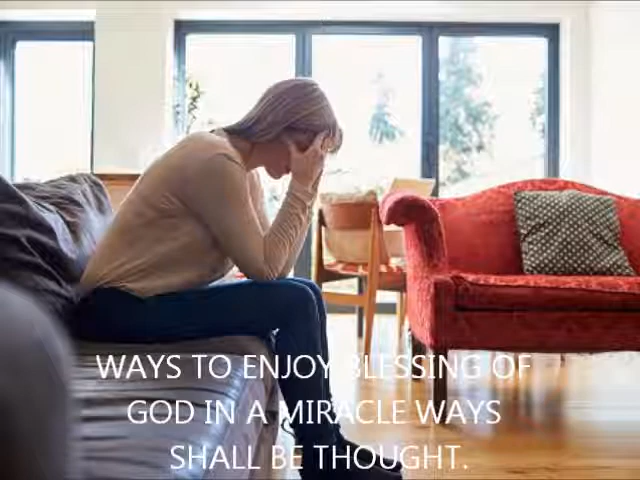 WAYS TO ENJOY BLESSING OF
GOD IN A MIRACLE WAYS
SHALL BE THOUGHT.